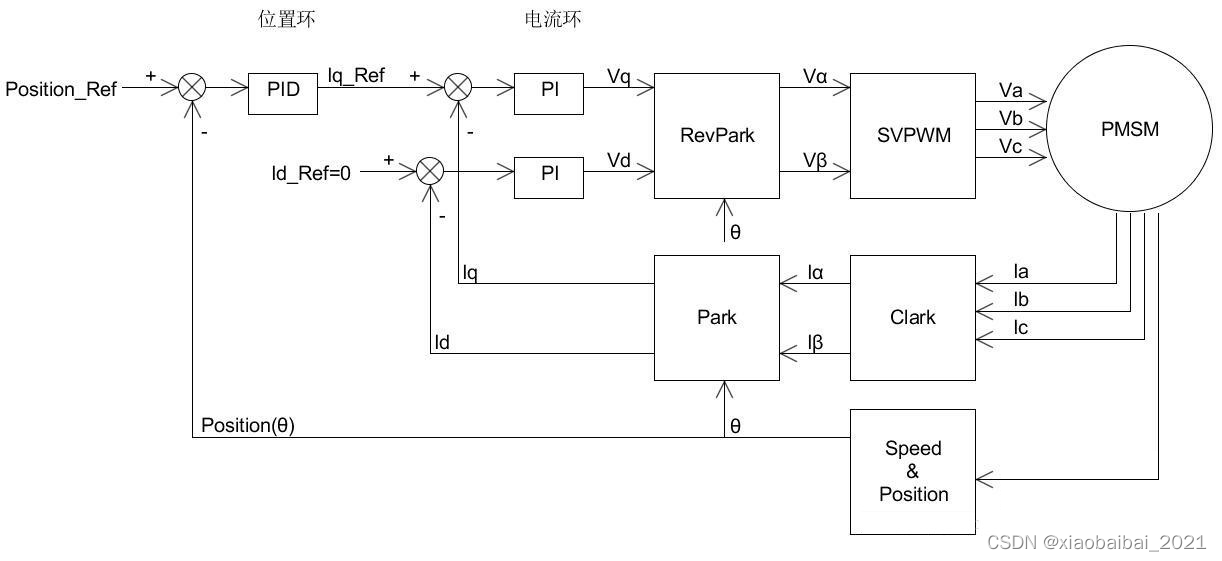 位置环
电流环
Position_Ref
+
-
PID
Iq_Ref
+
-
PI
Vq
RevPark
Vα
SVPWM
Va
Vb
Vc
PMSM
Id_Ref=0
+
-
PI
Vd
Vβ
θ
Iq
Id
Park
Iα
Iβ
Clark
Ia
Ib
Ic
Position(θ)
θ
Speed
&
Position
CSDN @xiaobaibai_2021